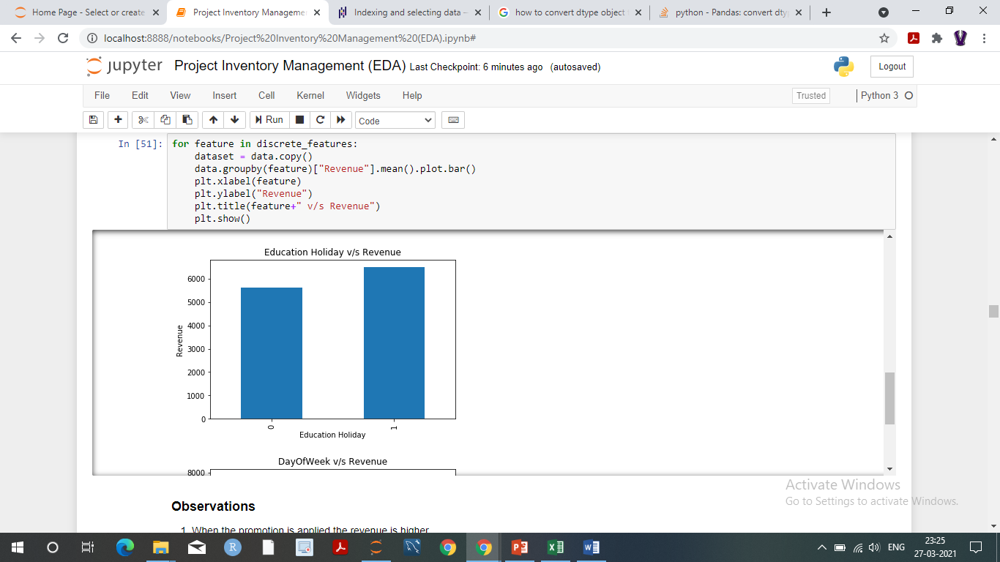 Home Page - Select or create
Project Inventory Manageme
Indexing and selecting data —
how to convert dtype object
python - Pandas: convert dty
localhost:8888/notebooks/Project%20Inventory%20Management%20(EDA).ipynb#
jupyter Project Inventory Management (EDA) Last Checkpoint: 6 minutes ago (autosaved)
Logout
File Edit View Insert Cell Kernel Widgets Help
Trusted
Python 3
Run
Code
In [51]:
for feature in discrete_features:
    dataset = data.copy()
    data.groupby(feature)["Revenue"].mean().plot.bar()
    plt.xlabel(feature)
    plt.ylabel("Revenue")
    plt.title(feature+" v/s Revenue")
    plt.show()
Education Holiday v/s Revenue
6000
5000
4000
3000
2000
1000
0
Revenue
0
1
Education Holiday
DayOfWeek v/s Revenue
8000
Activate Windows
Go to Settings to activate Windows.
Observations
1. When the promotion is applied the revenue is higher
R
P
X
W
ENG
23:25
27-03-2021